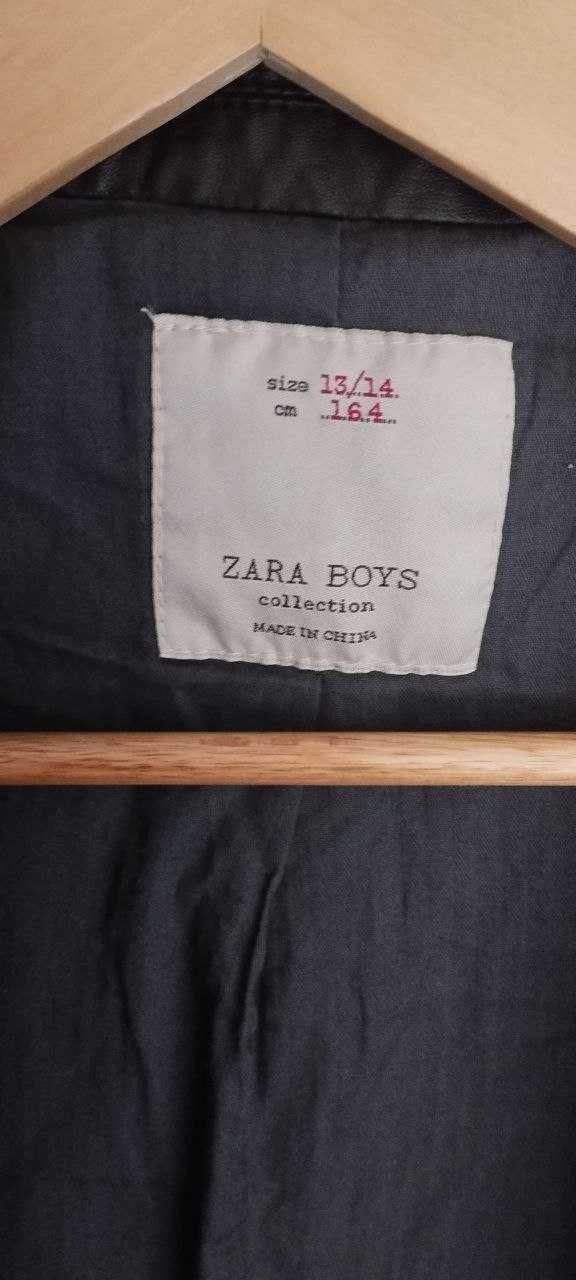 size 13/14
cm 164
ZARA BOYS
collection
MADE IN CHINA